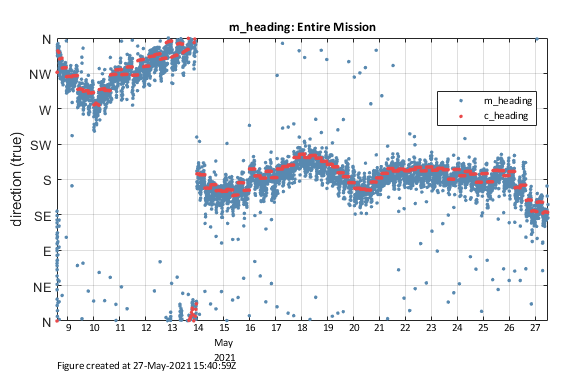 m_heading: Entire Mission
N
NW
W
SW
S
SE
E
NE
N
direction (true)
m_heading
c_heading
9 10 11 12 13 14 15 16 17 18 19 20 21 22 23 24 25 26 27
May
2021
Figure created at 27-May-2021 15:40:59Z